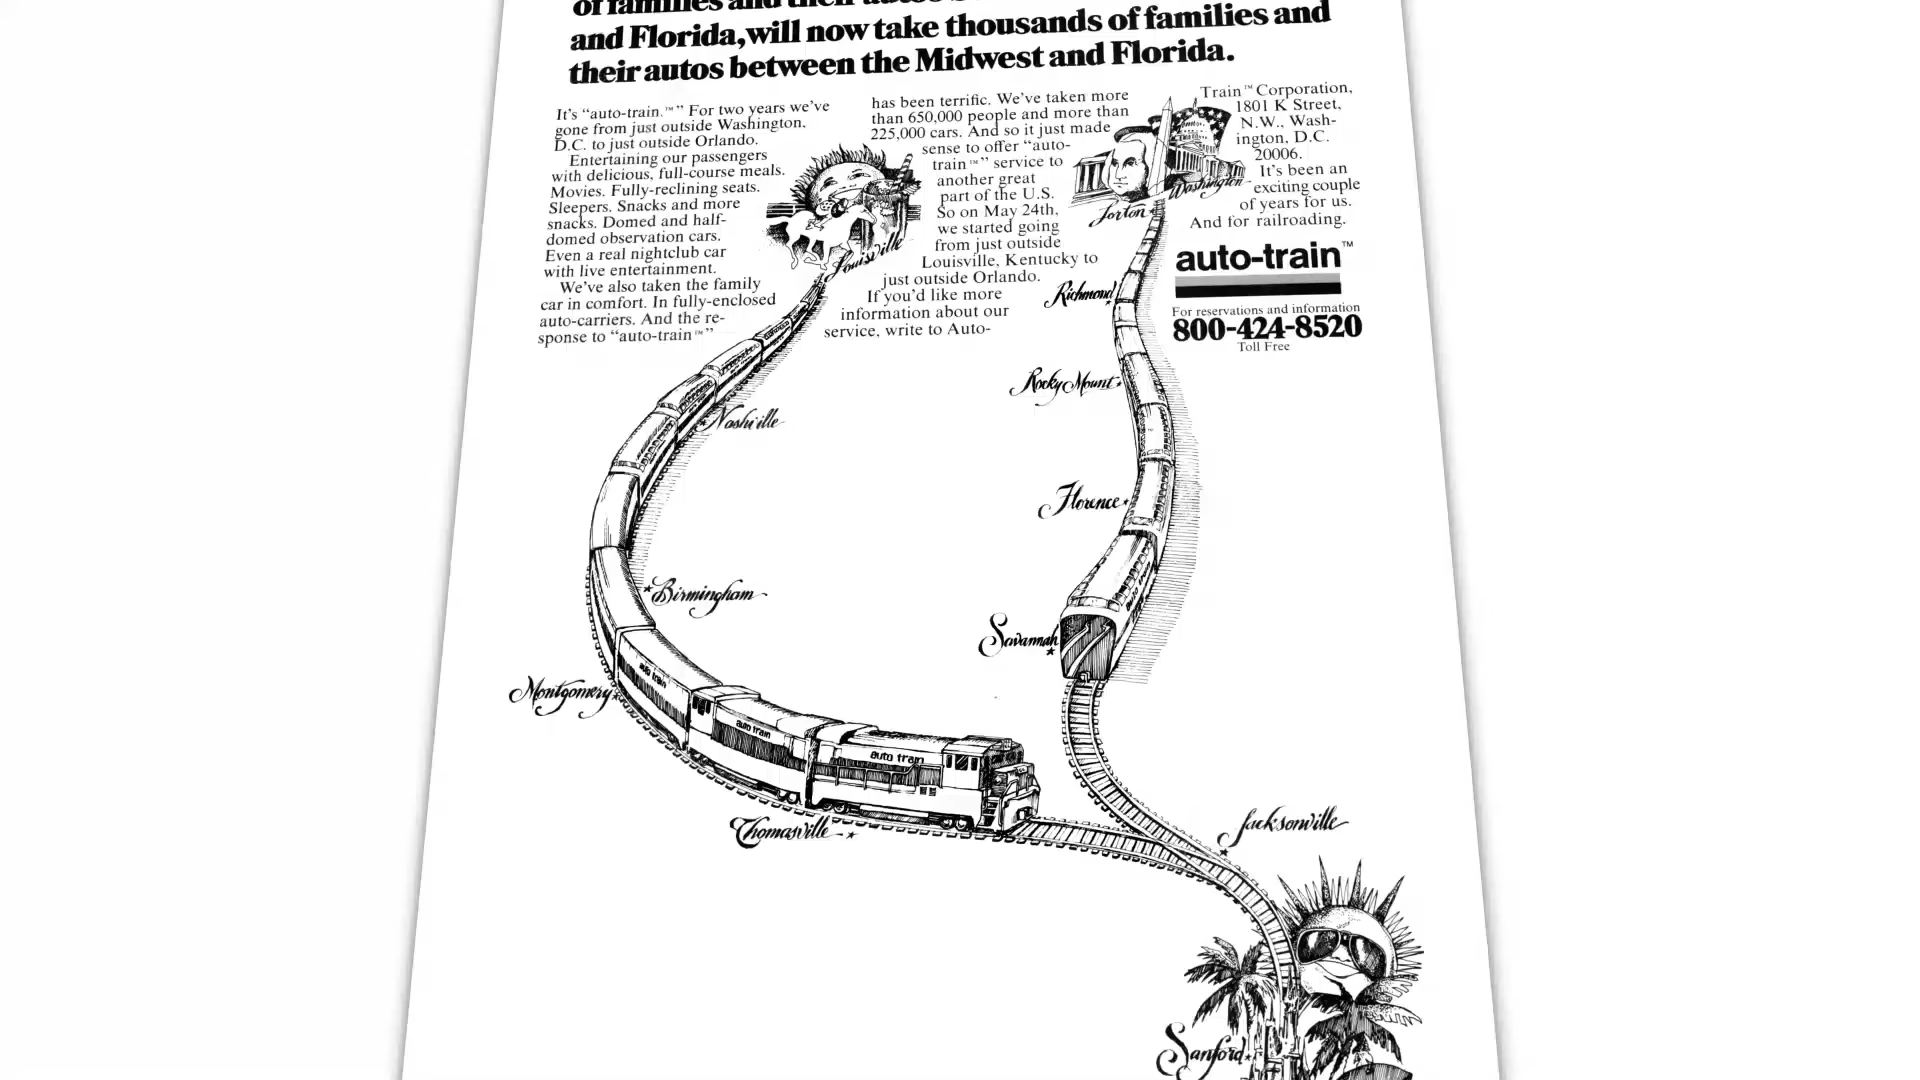 of families and their autos
and Florida, will now take thousands of families and
their autos between the Midwest and Florida.
It's “auto-train.™” For two years we've
gone from just outside Washington,
D.C. to just outside Orlando.
Entertaining our passengers
with delicious, full-course meals.
Movies. Fully-reclining seats.
Sleepers. Snacks and more
snacks. Domed and half-
domed observation cars.
Even a real nightclub car
with live entertainment.
We've also taken the family
car in comfort. In fully-enclosed
auto-carriers. And the re-
sponse to “auto-train™”
has been terrific. We've taken more
than 650,000 people and more than
225,000 cars. And so it just made
sense to offer “auto-
train™” service to
another great
part of the U.S.
So on May 24th,
we started going
from just outside
Louisville, Kentucky to
just outside Orlando.
If you'd like more
information about our
service, write to Auto-
Train™ Corporation,
1801 K Street,
N.W., Wash-
ington, D.C.
20006.
It's been an
exciting couple
of years for us.
And for railroading.
auto-train™
For reservations and information
800-424-8520
Toll Free
Louisville
Washington
Lorton
Richmond
Rocky Mount
Nashville
Florence
Birmingham
Savannah
Montgomery
auto train
auto train
auto train
auto train
Thomasville
Jacksonville
Sanford